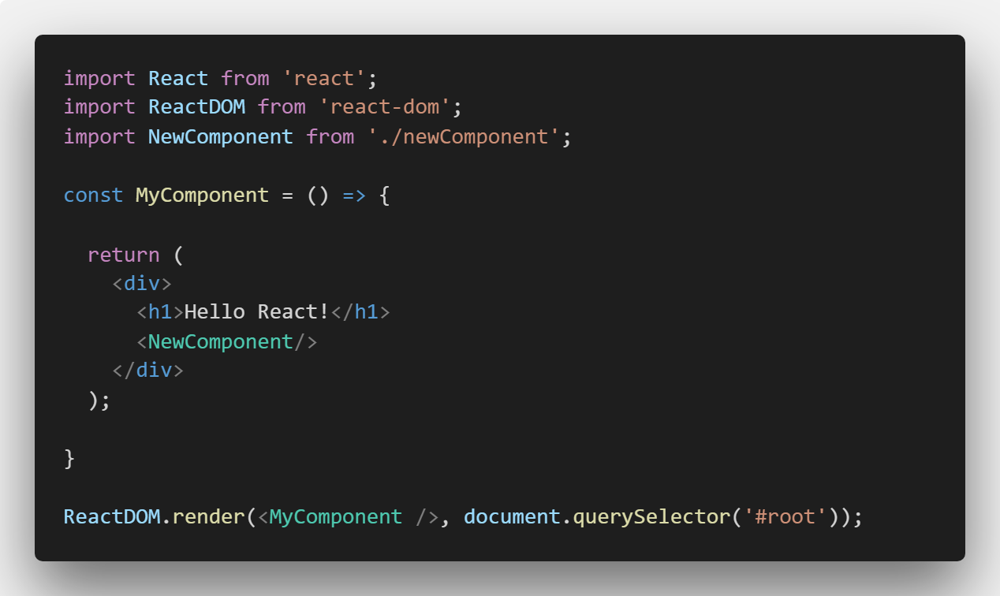 import React from 'react';
import ReactDOM from 'react-dom';
import NewComponent from './newComponent';

const MyComponent = () => {

  return (
    <div>
      <h1>Hello React!</h1>
      <NewComponent/>
    </div>
  );

}

ReactDOM.render(<MyComponent />, document.querySelector('#root'));